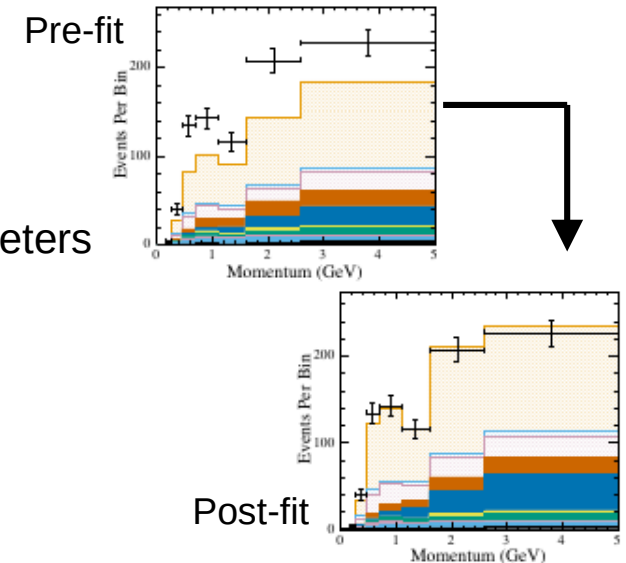 Pre-fit
Events Per Bin
200
100
0
0 1 2 3 4 5
Momentum (GeV)
eters
Events Per Bin
200
100
0
0 1 2 3 4 5
Momentum (GeV)
Post-fit